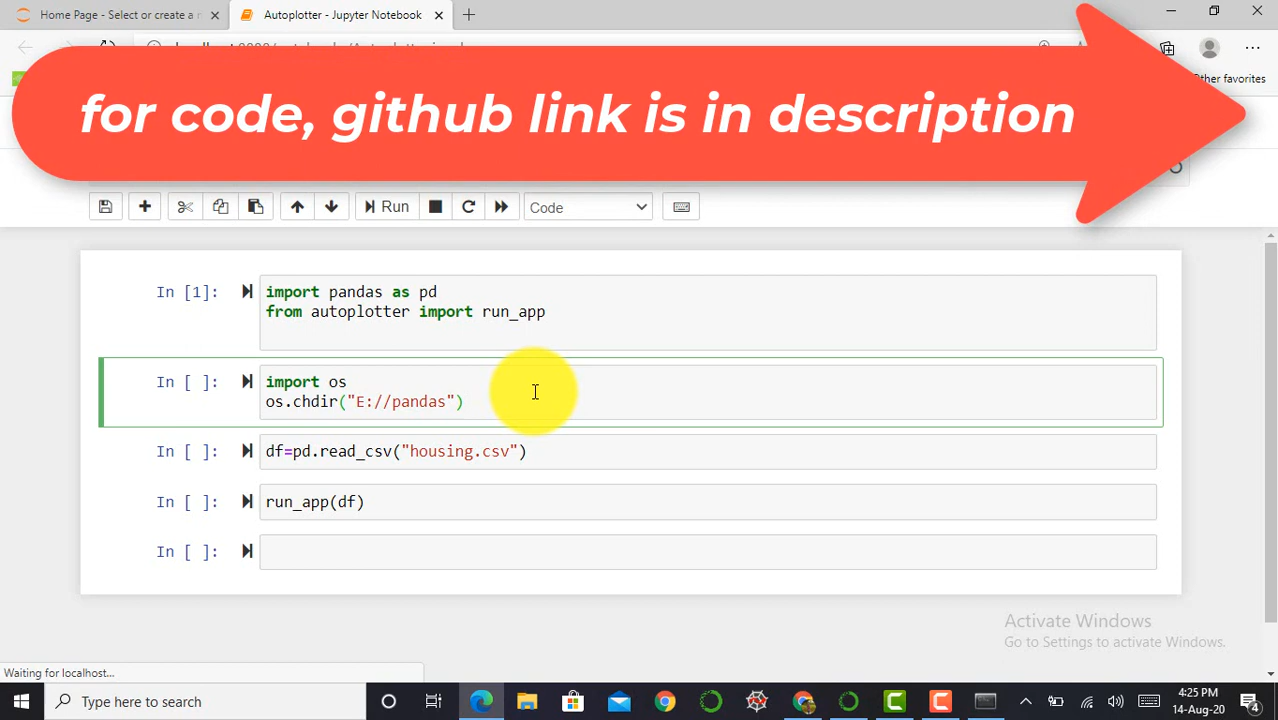 Home Page - Select or create a n
Autoplotter - Jupyter Notebook
for code, github link is in description
Other favorites
Run
Code
In [1]:
import pandas as pd
from autoplotter import run_app
In [ ]:
import os
os.chdir("E://pandas")
In [ ]:
df=pd.read_csv("housing.csv")
In [ ]:
run_app(df)
In [ ]:
Activate Windows
Go to Settings to activate Windows.
Waiting for localhost...
Type here to search
4:25 PM
14-Aug-20
4